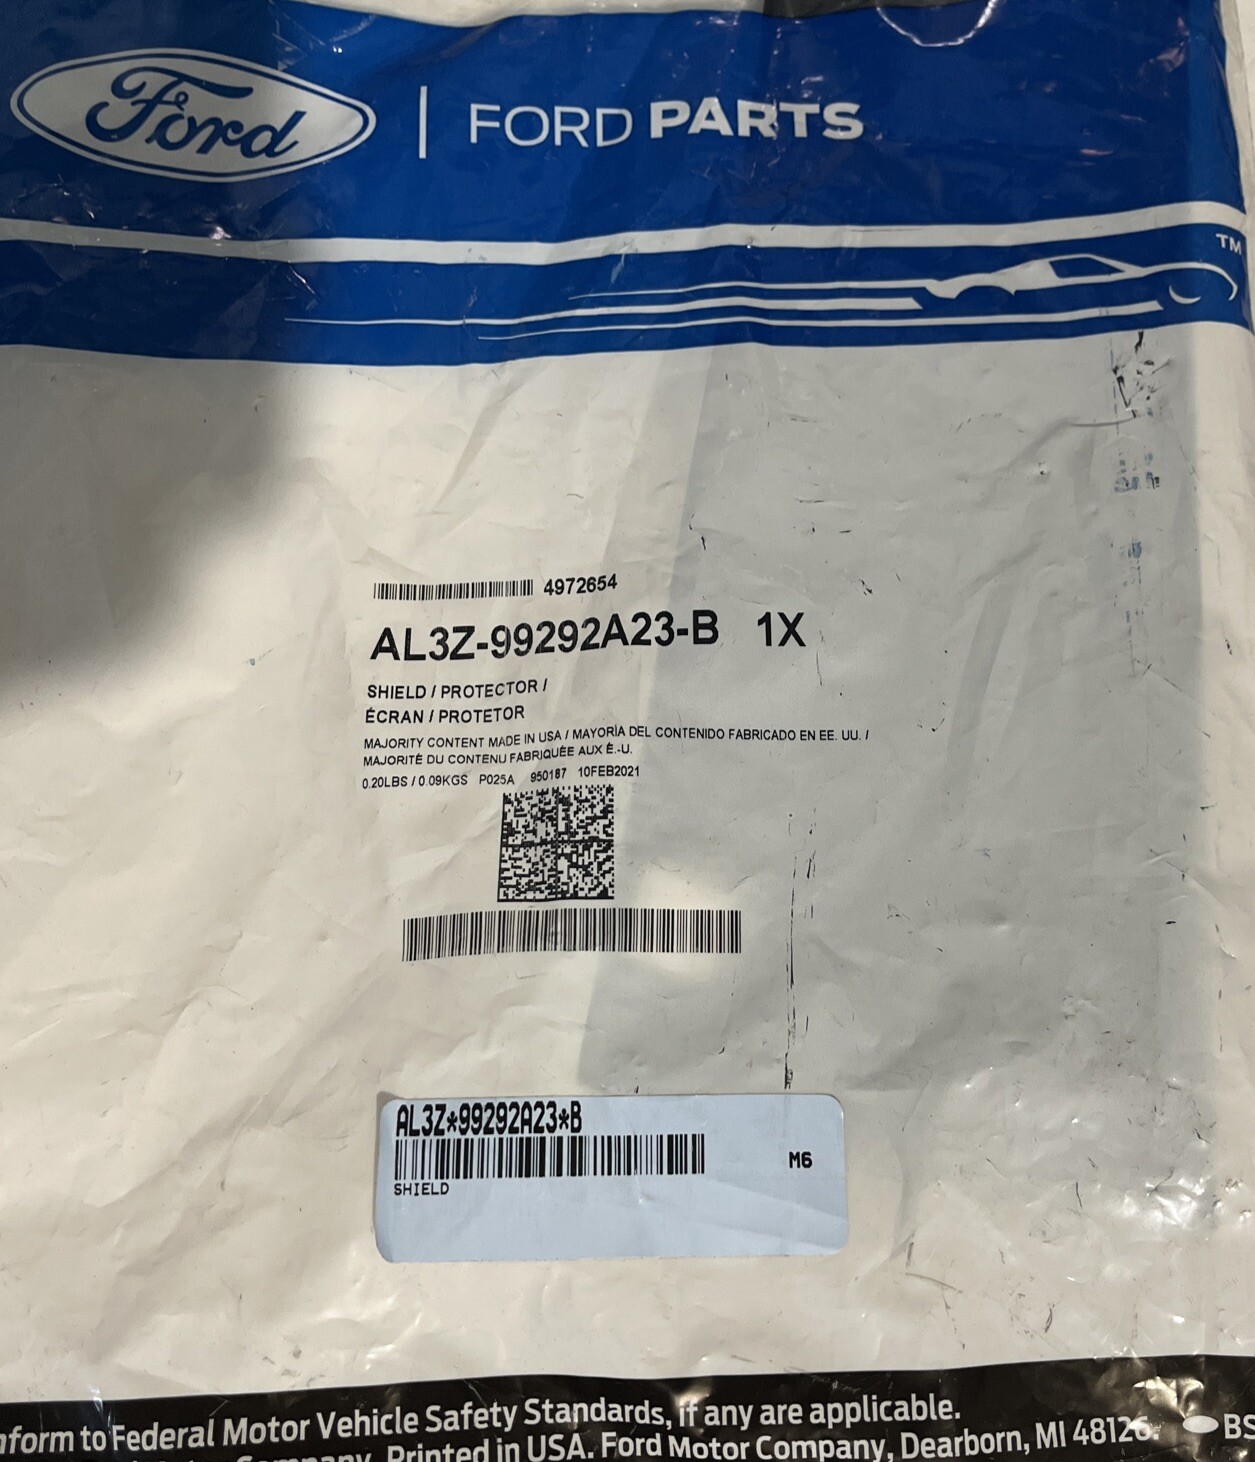 Ford | FORD PARTS
TM
4972654
AL3Z-99292A23-B 1X
SHIELD / PROTECTOR /
ÉCRAN / PROTETOR
MAJORITY CONTENT MADE IN USA / MAYORÍA DEL CONTENIDO FABRICADO EN EE. UU. /
MAJORITÉ DU CONTENU FABRIQUÉE AUX É.-U.
0.20LBS / 0.09KGS P025A 950187 10FEB2021
AL3Z*99292A23*B
M6
SHIELD
nform to Federal Motor Vehicle Safety Standards, if any are applicable.
Printed in USA. Ford Motor Company, Dearborn, MI 48126. BS